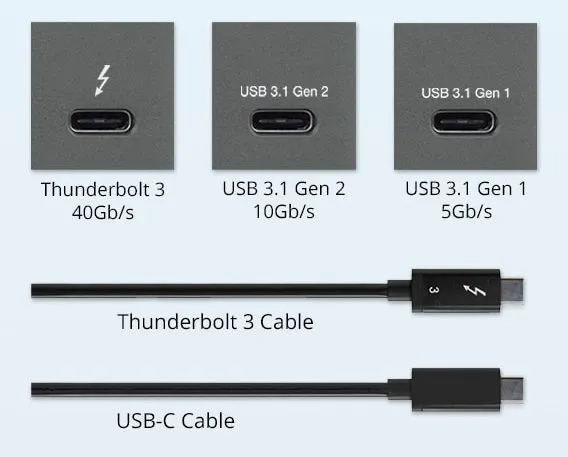 USB 3.1 Gen 2
USB 3.1 Gen 1
Thunderbolt 3
40Gb/s
USB 3.1 Gen 2
10Gb/s
USB 3.1 Gen 1
5Gb/s
3
Thunderbolt 3 Cable
USB-C Cable